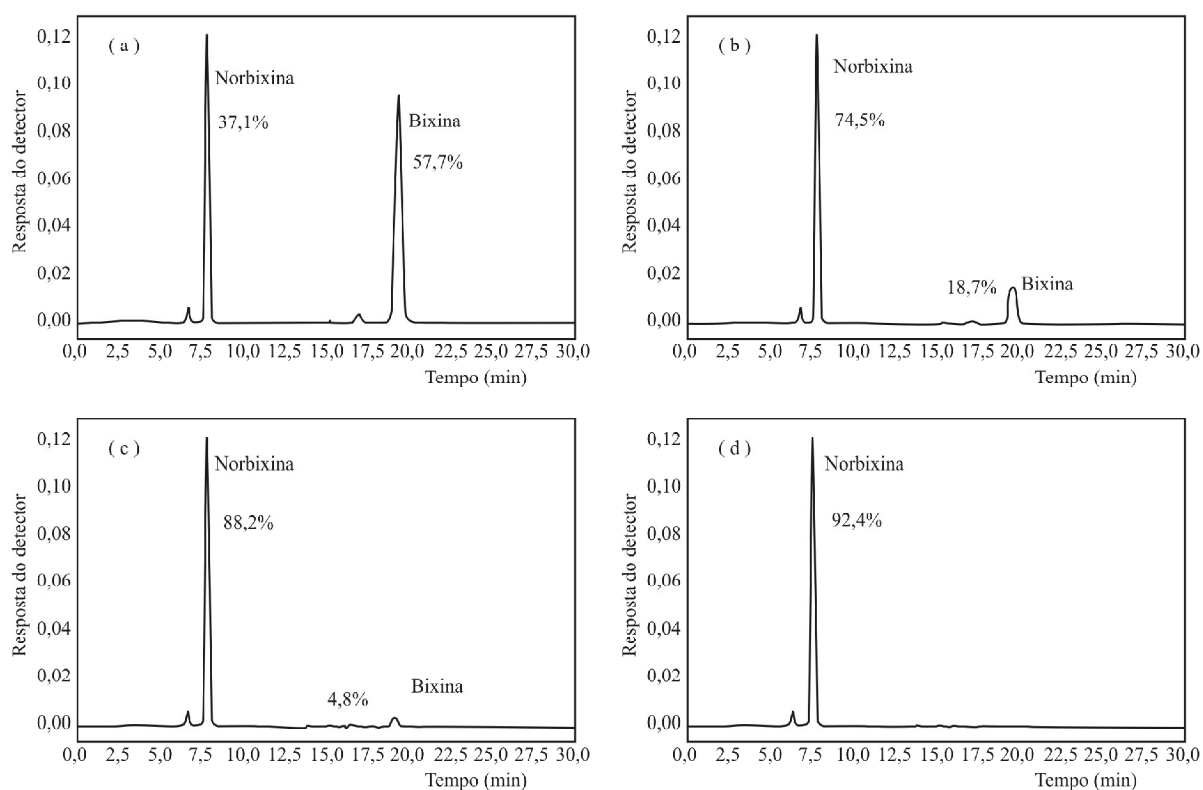 ( a )
Resposta do detector
0,12
0,10
0,08
0,06
0,04
0,02
0,00
Norbixina
37,1%
Bixina
57,7%
0,0 2,5 5,0 7,5 10,0 12,5 15,0 17,5 20,0 22,5 25,0 27,5 30,0
Tempo (min)
( b )
Resposta do detector
0,12
0,10
0,08
0,06
0,04
0,02
0,00
Norbixina
74,5%
18,7% Bixina
0,0 2,5 5,0 7,5 10,0 12,5 15,0 17,5 20,0 22,5 25,0 27,5 30,0
Tempo (min)
( c )
Resposta do detector
0,12
0,10
0,08
0,06
0,04
0,02
0,00
Norbixina
88,2%
Bixina
4,8%
0,0 2,5 5,0 7,5 10,0 12,5 15,0 17,5 20,0 22,5 25,0 27,5 30,0
Tempo (min)
( d )
Resposta do detector
0,12
0,10
0,08
0,06
0,04
0,02
0,00
Norbixina
92,4%
0,0 2,5 5,0 7,5 10,0 12,5 15,0 17,5 20,0 22,5 25,0 27,5 30,0
Tempo (min)